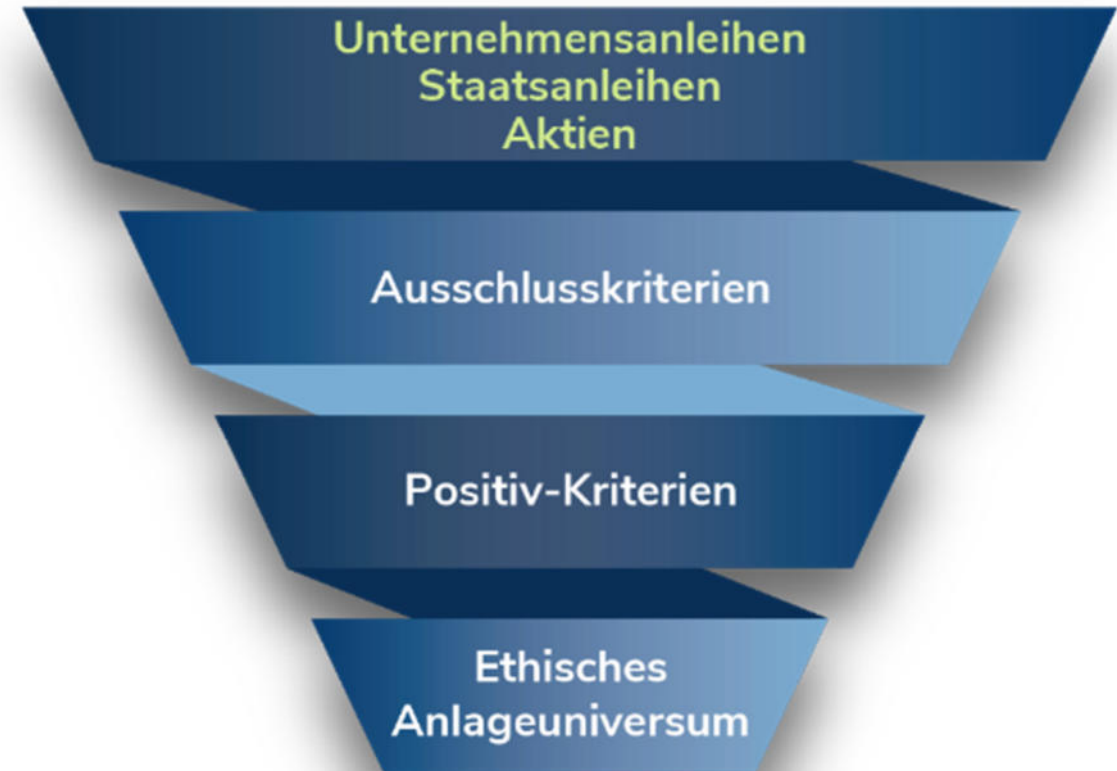 Unternehmensanleihen
Staatsanleihen
Aktien
Ausschlusskriterien
Positiv-Kriterien
Ethisches
Anlageuniversum